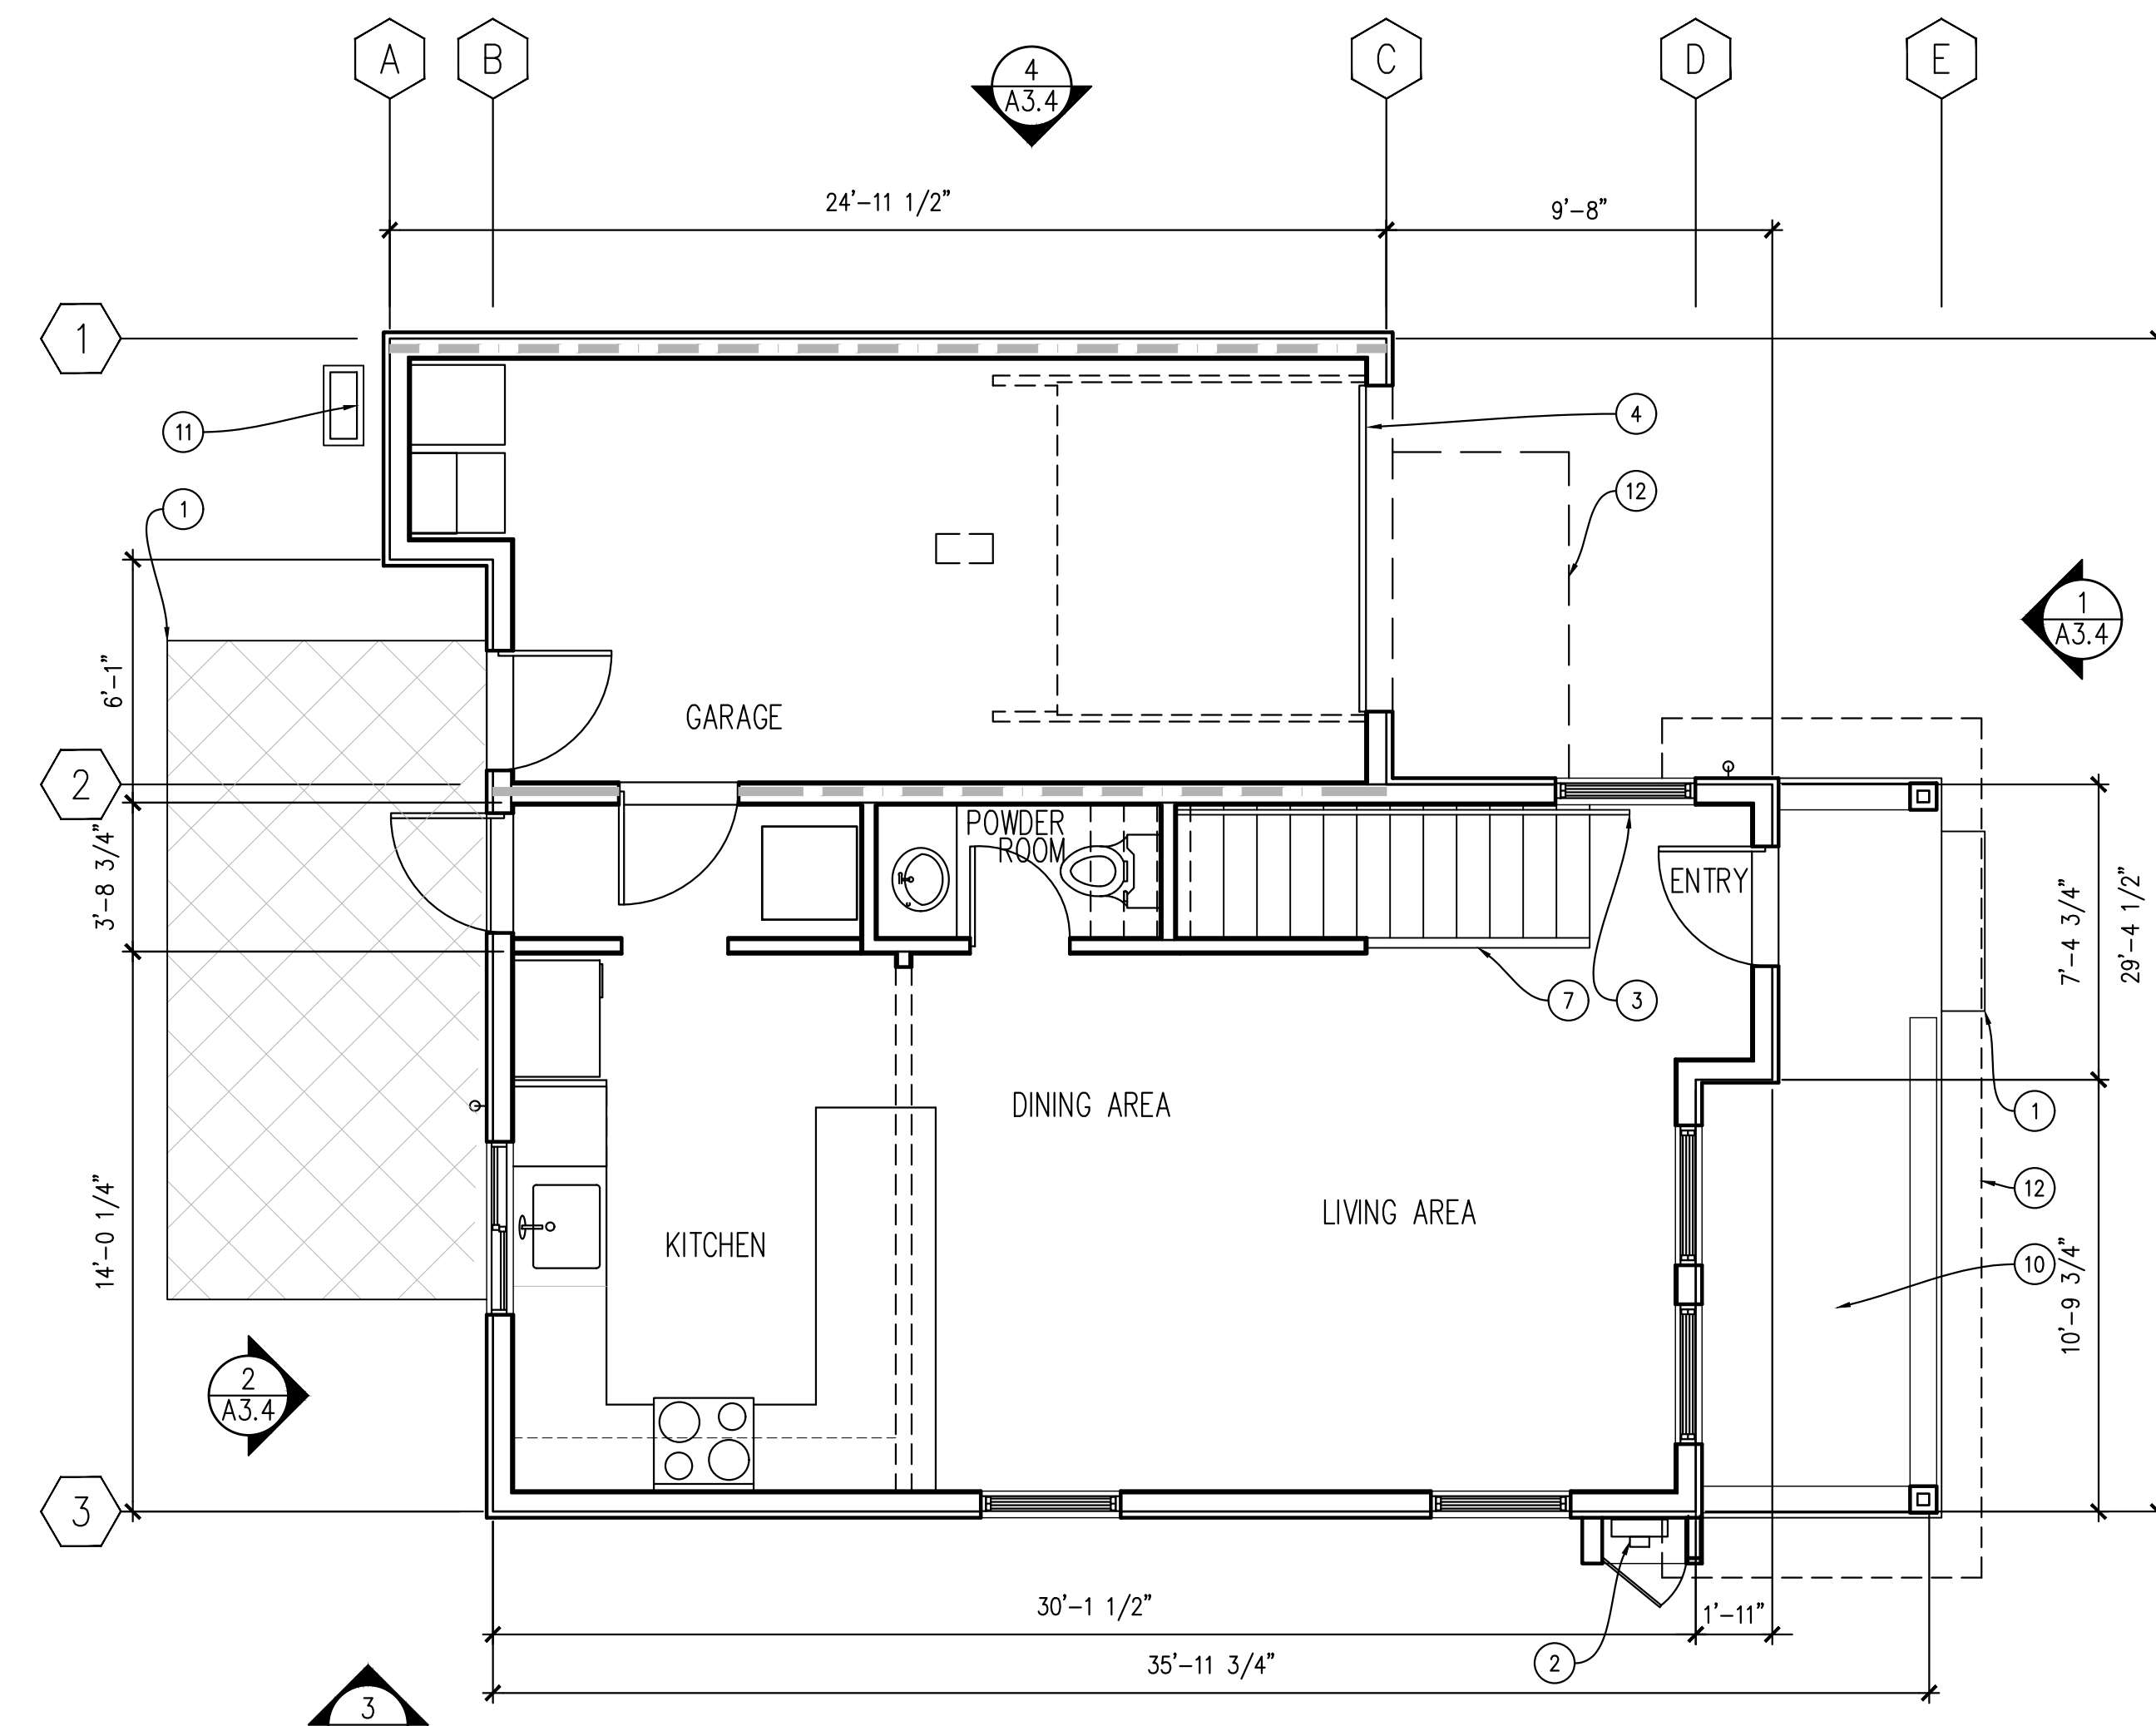 A
B
C
D
E
4
A3.4
24'-11 1/2"
9'-8"
1
11
4
12
1
1
A3.4
6'-1"
GARAGE
2
POWDER
ROOM
ENTRY
3'-8 3/4"
7'-4 3/4"
29'-4 1/2"
7
3
DINING AREA
1
12
LIVING AREA
14'-0 1/4"
KITCHEN
10
10'-9 3/4"
2
A3.4
3
30'-1 1/2"
1'-11"
2
35'-11 3/4"
3